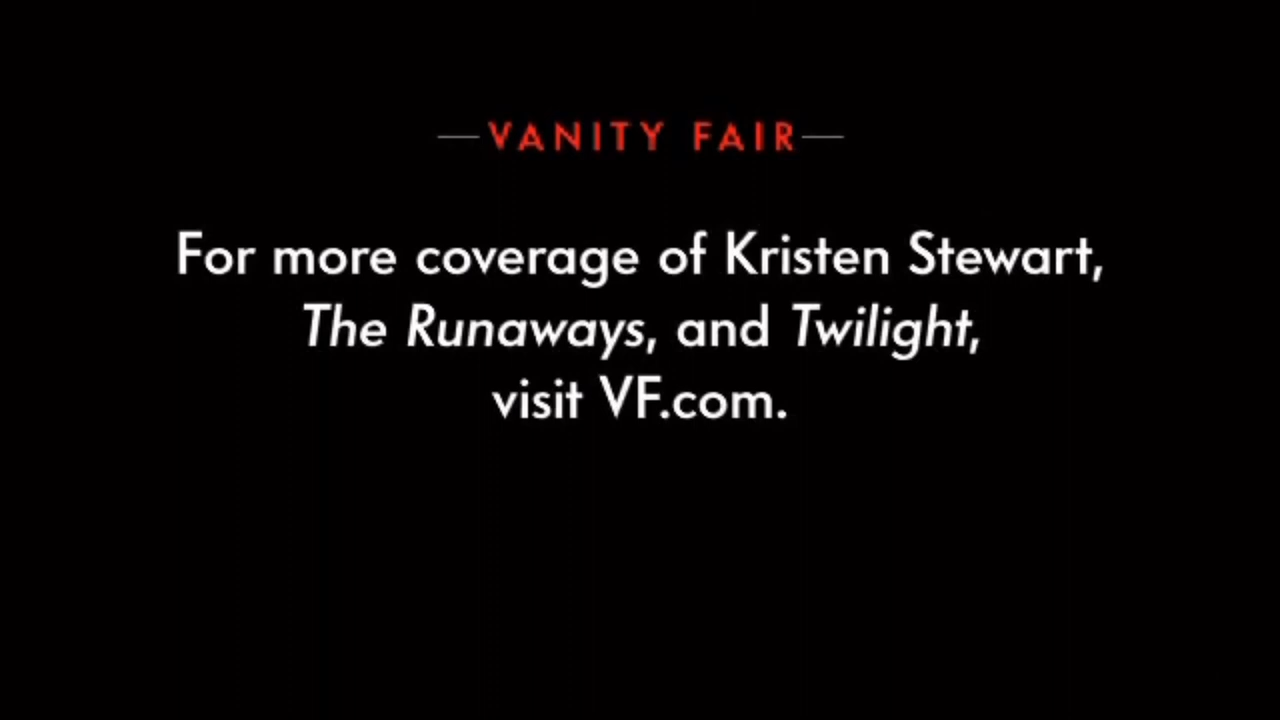 VANITY FAIR
For more coverage of Kristen Stewart,
The Runaways, and Twilight,
visit VF.com.